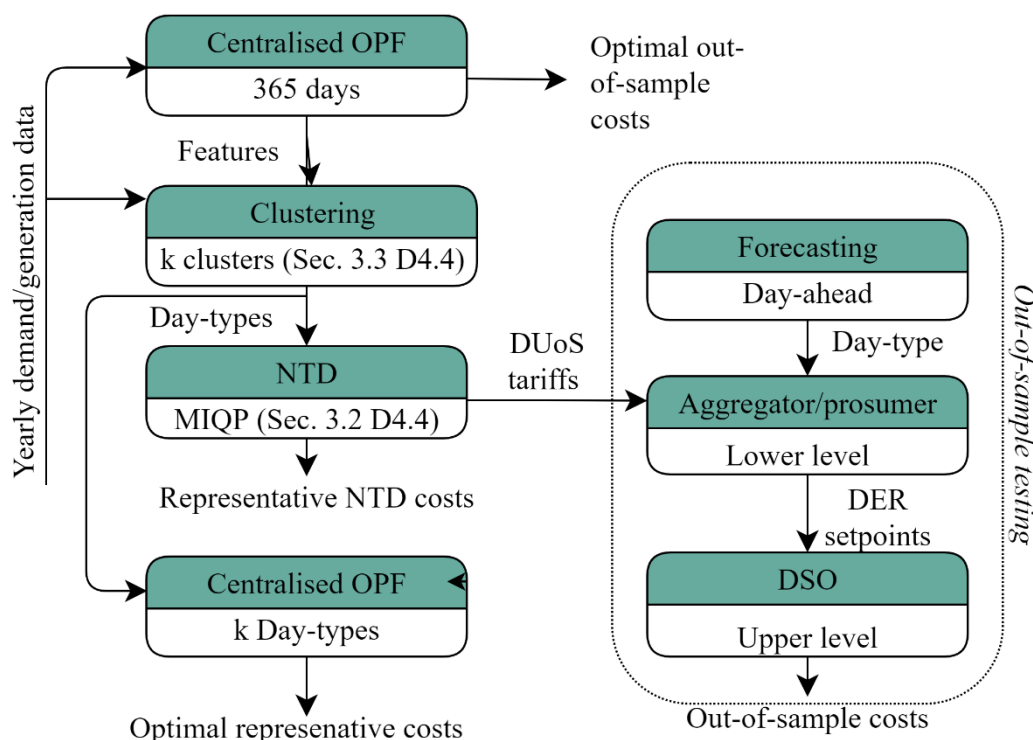 Centralised OPF
365 days
Optimal out-
of-sample
costs
Yearly demand/generation data
Features
Clustering
k clusters (Sec. 3.3 D4.4)
Day-types
NTD
MIQP (Sec. 3.2 D4.4)
Representative NTD costs
Centralised OPF
k Day-types
Optimal represenative costs
DUoS
tariffs
Forecasting
Day-ahead
Day-type
Aggregator/prosumer
Lower level
DER
setpoints
DSO
Upper level
Out-of-sample costs
Out-of-sample testing